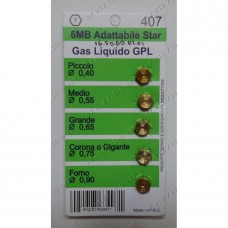 407
6MB Adattabile Star
Gas Liquido GPL
Piccolo
Ø 0,40
Medio
Ø 0,55
Grande
Ø 0,65
Corona o Gigante
Ø 0,75
Forno
Ø 0,90